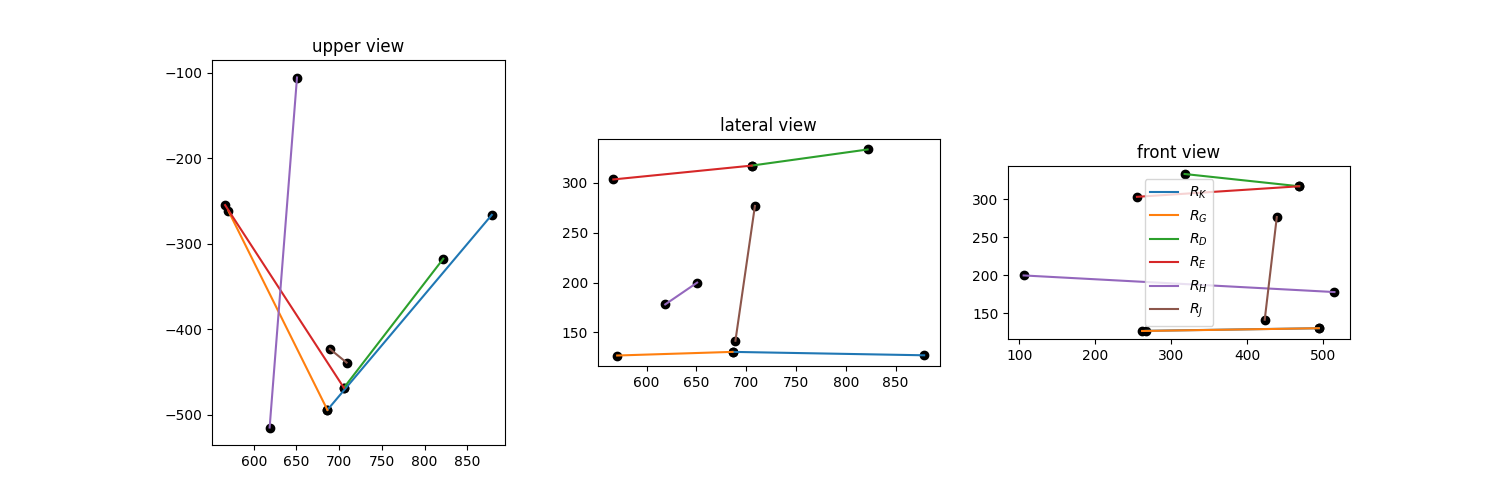 upper view
−100
−200
−300
−400
−500
600 650 700 750 800 850
lateral view
300
250
200
150
600 650 700 750 800 850
front view
300
250
200
150
100 200 300 400 500
R_K
R_G
R_D
R_E
R_H
R_J